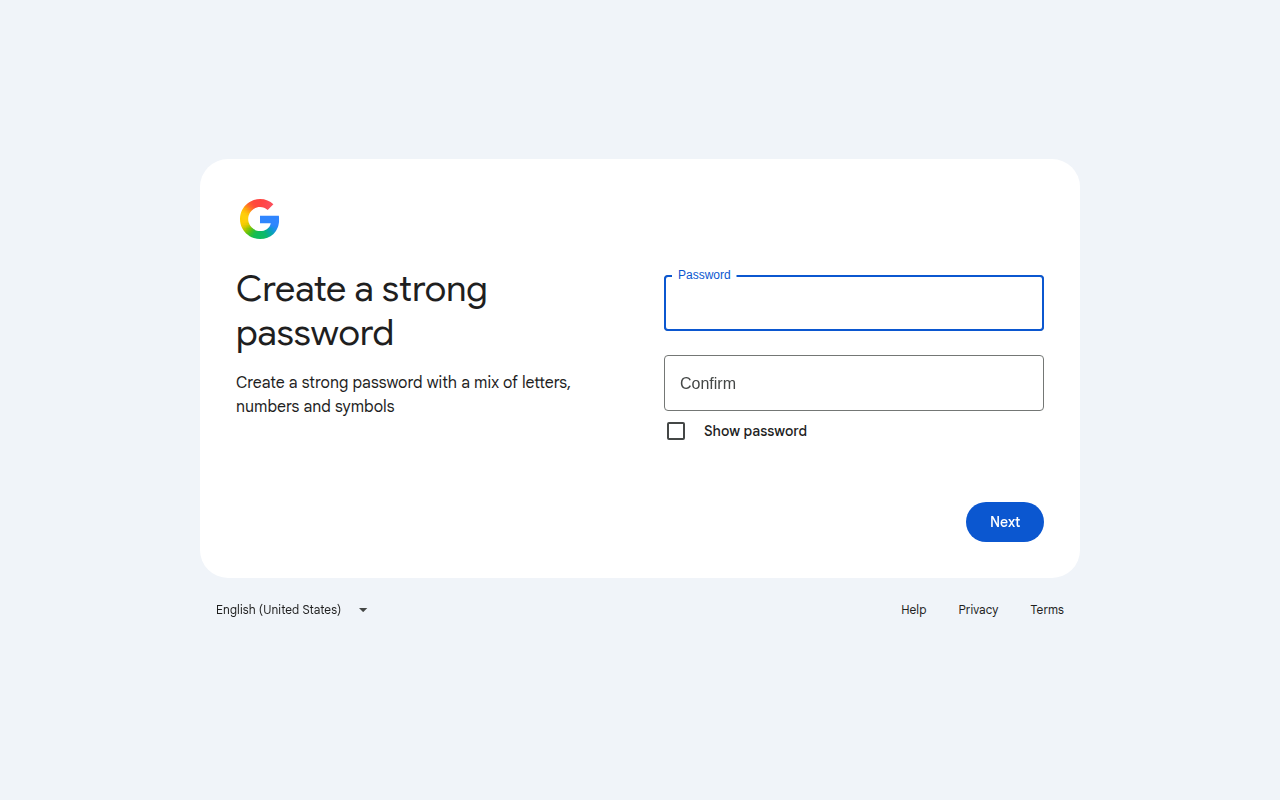 Create a strong
password
Create a strong password with a mix of letters,
numbers and symbols
Password
Confirm
Show password
Next
English (United States)
Help
Privacy
Terms